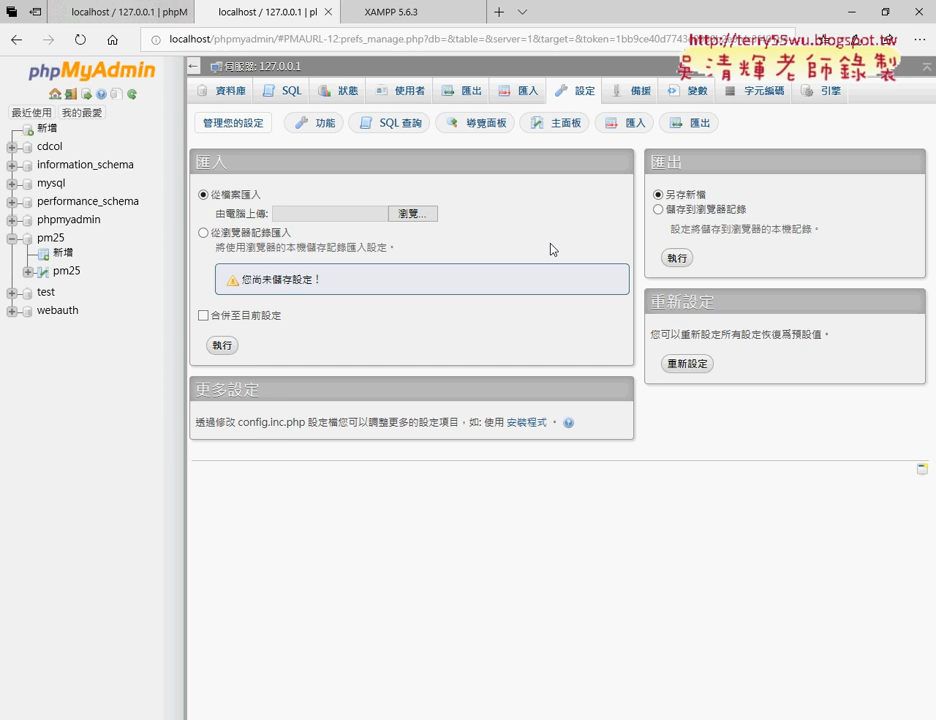 localhost / 127.0.0.1 | phpM
localhost / 127.0.0.1 | pl
XAMPP 5.6.3
localhost/phpmyadmin/#PMAURL-12:prefs_manage.php?db=&table=&server=1&target=&token=1bb9ce40d7743
http://terry55wu.blogspot.tw
吳清輝老師錄製
phpMyAdmin
最近使用 我的最愛
新增
cdcol
information_schema
mysql
performance_schema
phpmyadmin
pm25
新增
pm25
test
webauth
伺服器: 127.0.0.1
資料庫 SQL 狀態 使用者 匯出 匯入 設定 備援 變數 字元編碼 引擎
管理您的設定 功能 SQL 查詢 導覽面板 主面板 匯入 匯出
匯入
從檔案匯入
由電腦上傳: 瀏覽...
從瀏覽器記錄匯入
將使用瀏覽器的本機儲存記錄匯入設定。
您尚未儲存設定！
合併至目前設定
執行
更多設定
透過修改 config.inc.php 設定檔您可以調整更多的設定項目，如: 使用 安裝程式。
匯出
另存新檔
儲存到瀏覽器記錄
設定將儲存到瀏覽器的本機記錄。
執行
重新設定
您可以重新設定所有設定恢復爲預設值。
重新設定